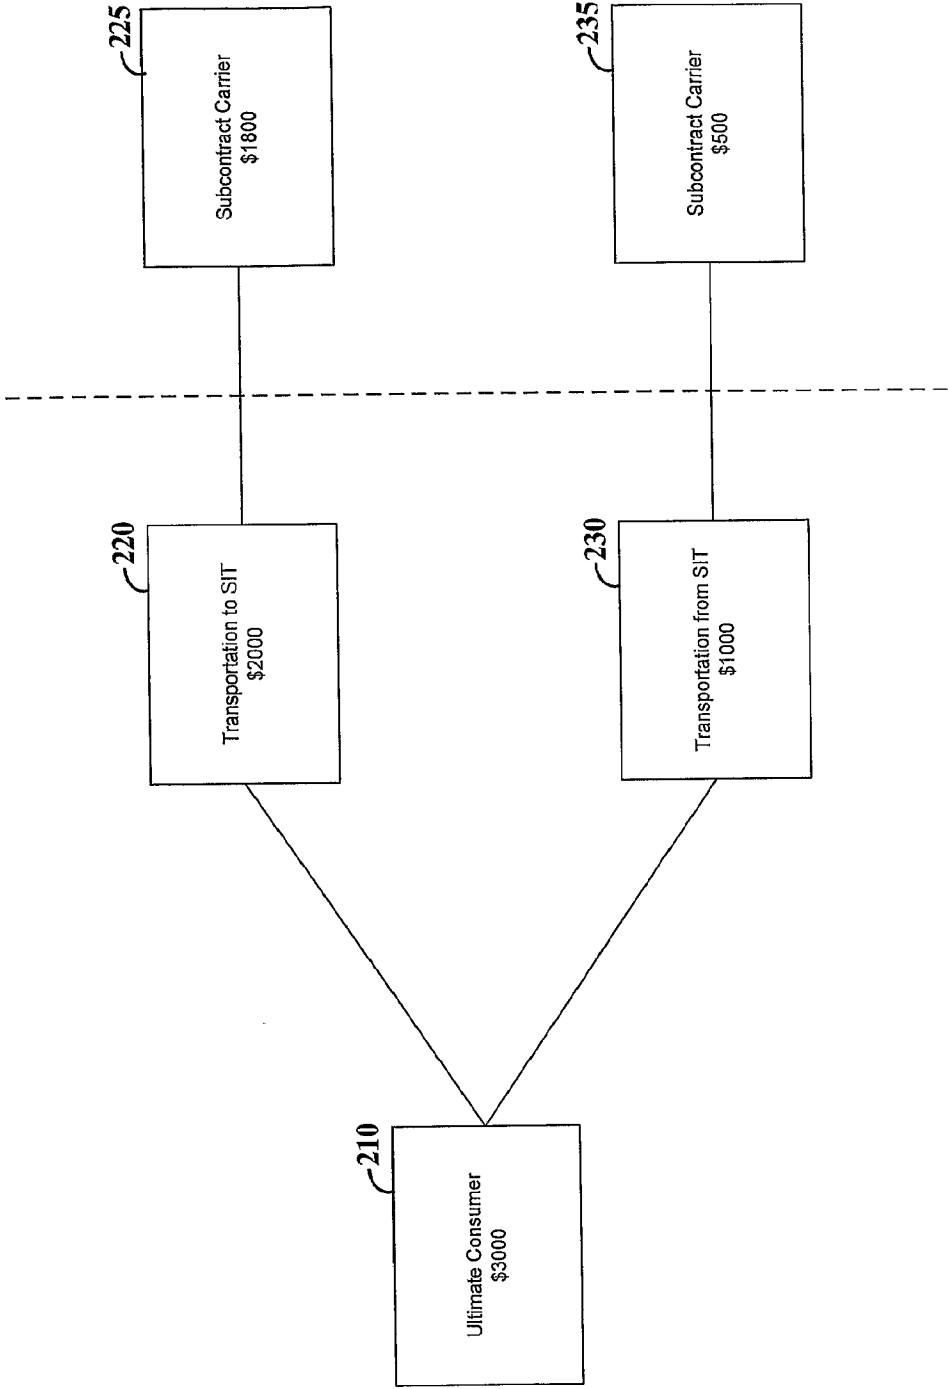 210
Ultimate Consumer
$3000
220
Transportation to SIT
$2000
225
Subcontract Carrier
$1800
230
Transportation from SIT
$1000
235
Subcontract Carrier
$500